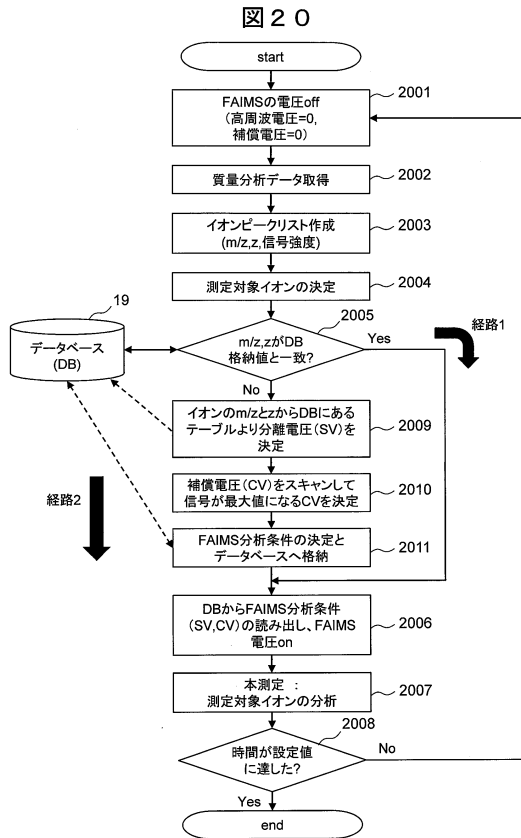 図２０
start
FAIMSの電圧off
(高周波電圧=0,
補償電圧=0)
2001
質量分析データ取得
2002
イオンピークリスト作成
(m/z,z,信号強度)
2003
測定対象イオンの決定
2004
19
データベース
(DB)
m/z,zがDB
格納値と一致?
2005
Yes
経路1
No
イオンのm/zとzからDBにある
テーブルより分離電圧(SV)を
決定
2009
補償電圧(CV)をスキャンして
信号が最大値になるCVを決定
2010
経路2
FAIMS分析条件の決定と
データベースへ格納
2011
DBからFAIMS分析条件
(SV,CV)の読み出し、FAIMS
電圧on
2006
本測定 :
測定対象イオンの分析
2007
時間が設定値
に達した?
2008
No
Yes
end